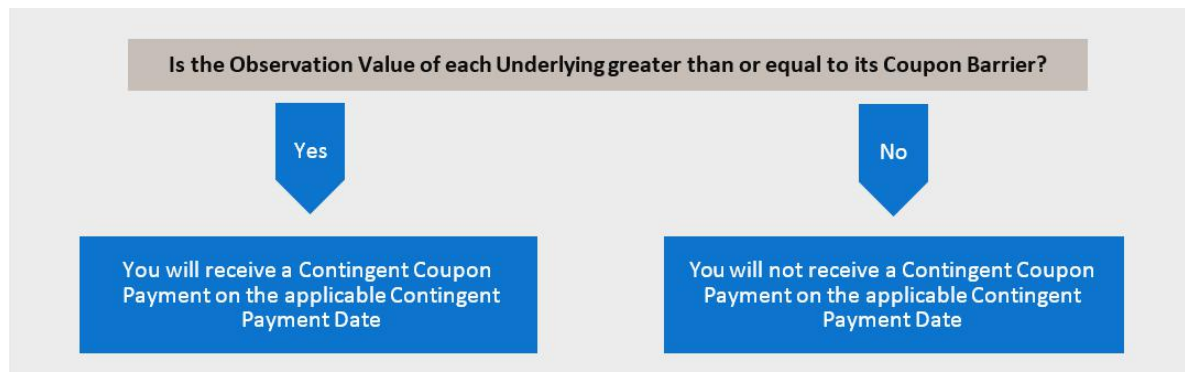 Is the Observation Value of each Underlying greater than or equal to its Coupon Barrier?
Yes
No
You will receive a Contingent Coupon
Payment on the applicable Contingent
Payment Date
You will not receive a Contingent Coupon
Payment on the applicable Contingent
Payment Date